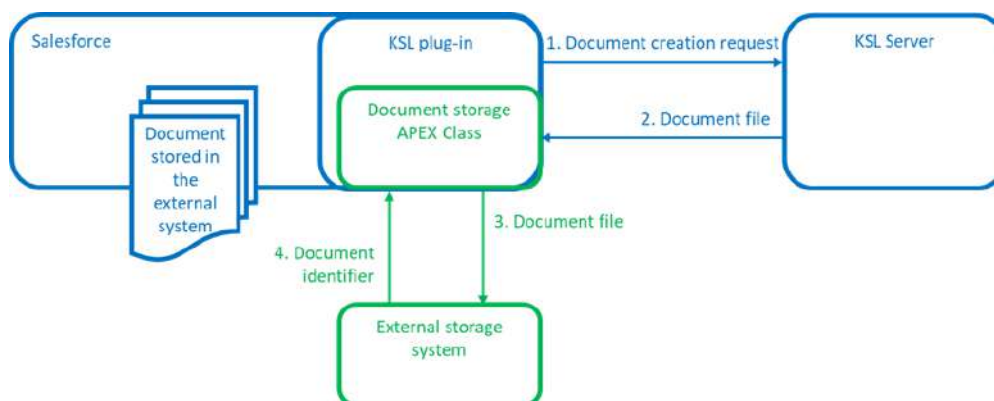 Salesforce
KSL plug-in
1. Document creation request
KSL Server
Document storage
APEX Class
2. Document file
Document
stored in
the
external
system
3. Document file
4. Document
identifier
External storage
system